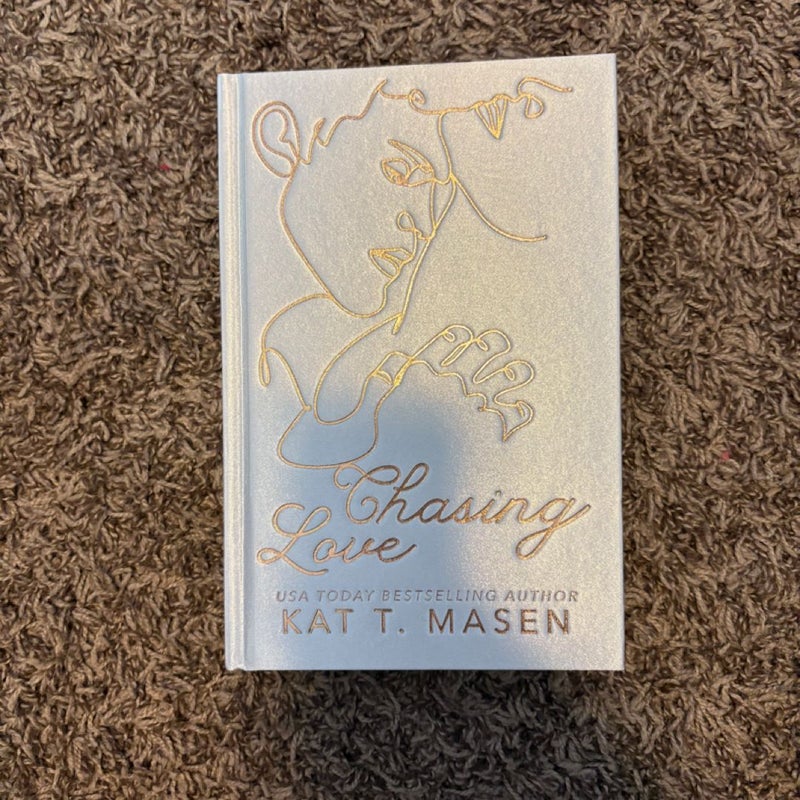 Chasing
Love
USA TODAY BESTSELLING AUTHOR
KAT T. MASEN